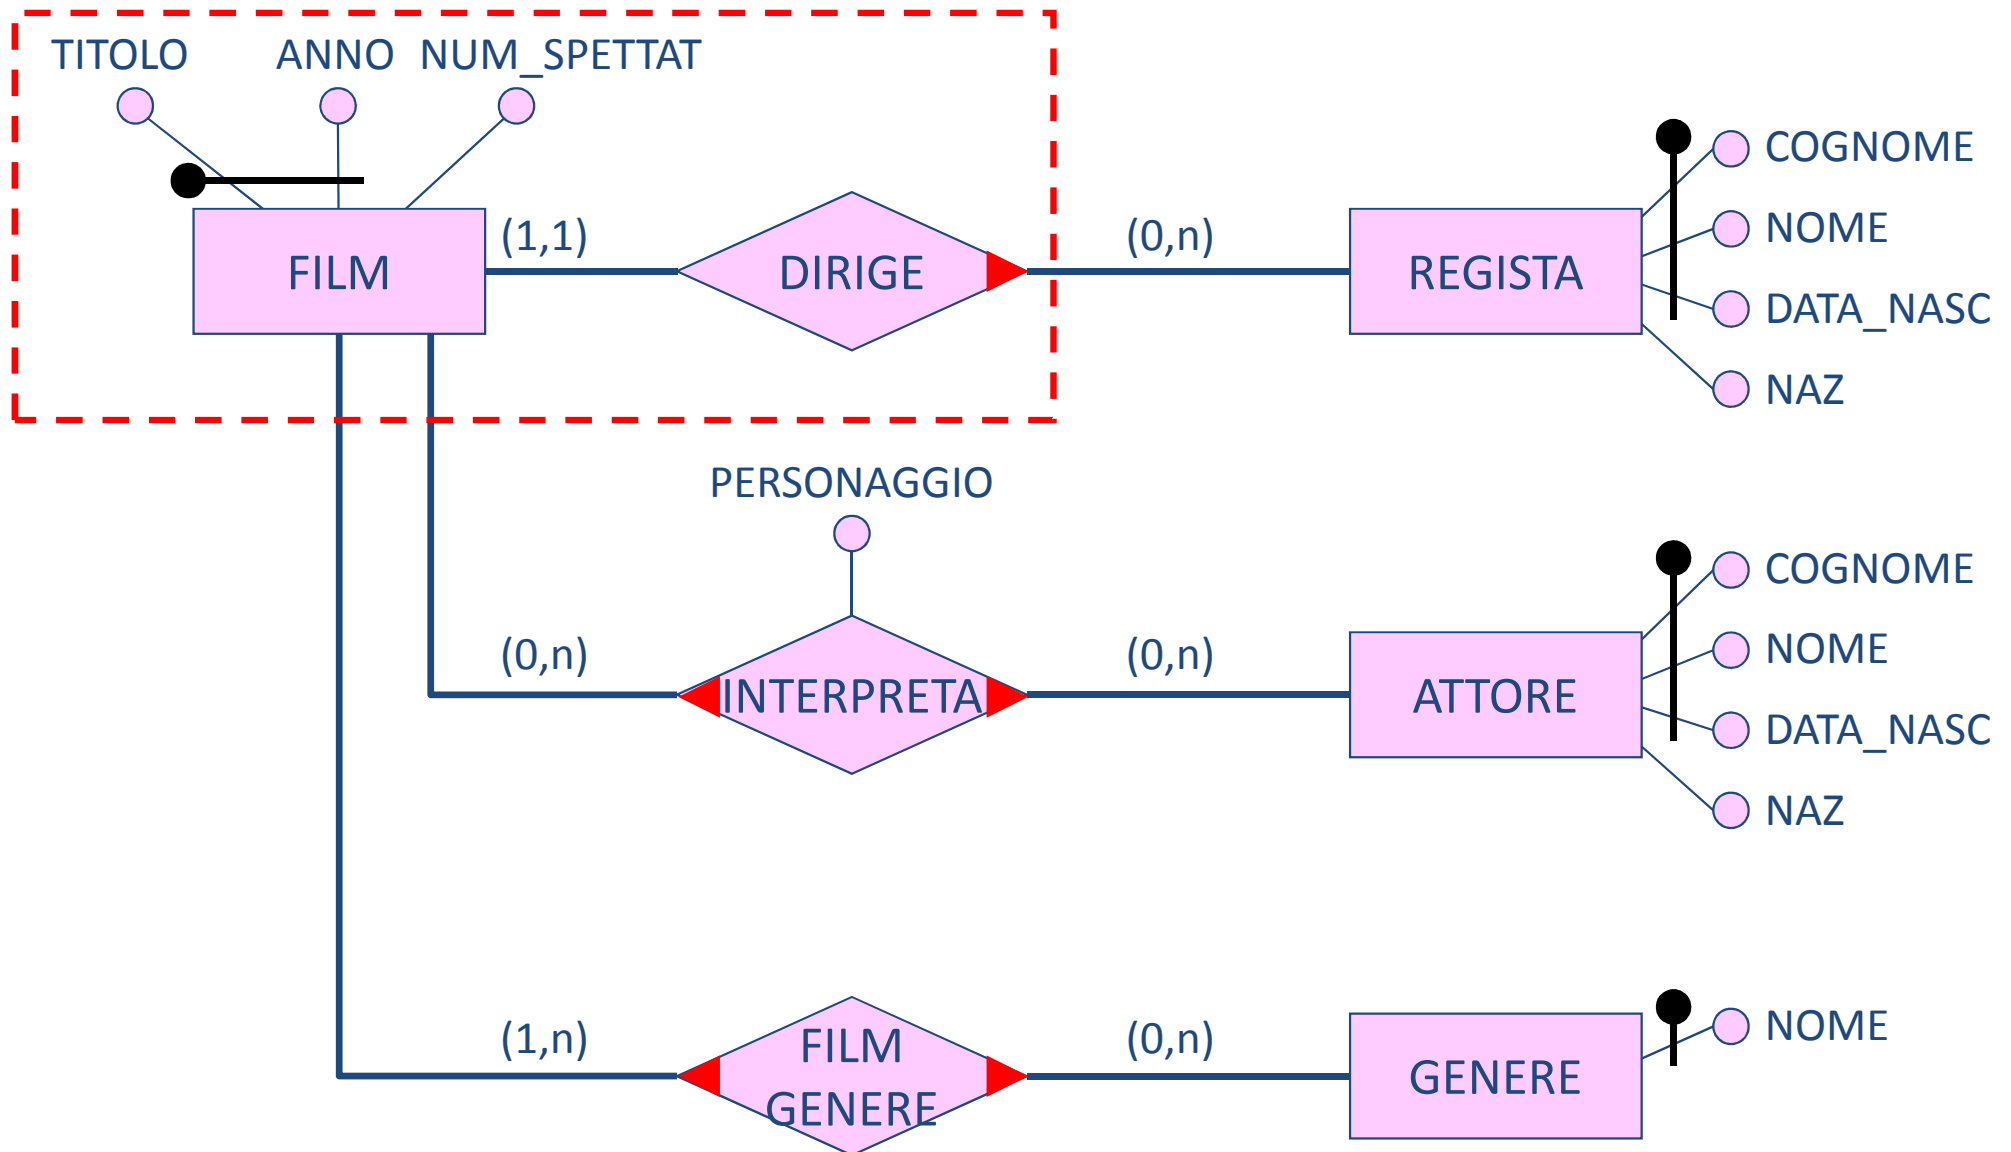 TITOLO ANNO NUM_SPETTAT
COGNOME
NOME
DATA_NASC
NAZ
FILM (1,1) DIRIGE (0,n) REGISTA
PERSONAGGIO
COGNOME
NOME
DATA_NASC
NAZ
(0,n) INTERPRETA (0,n) ATTORE
NOME
(1,n) FILM (0,n)
GENERE GENERE